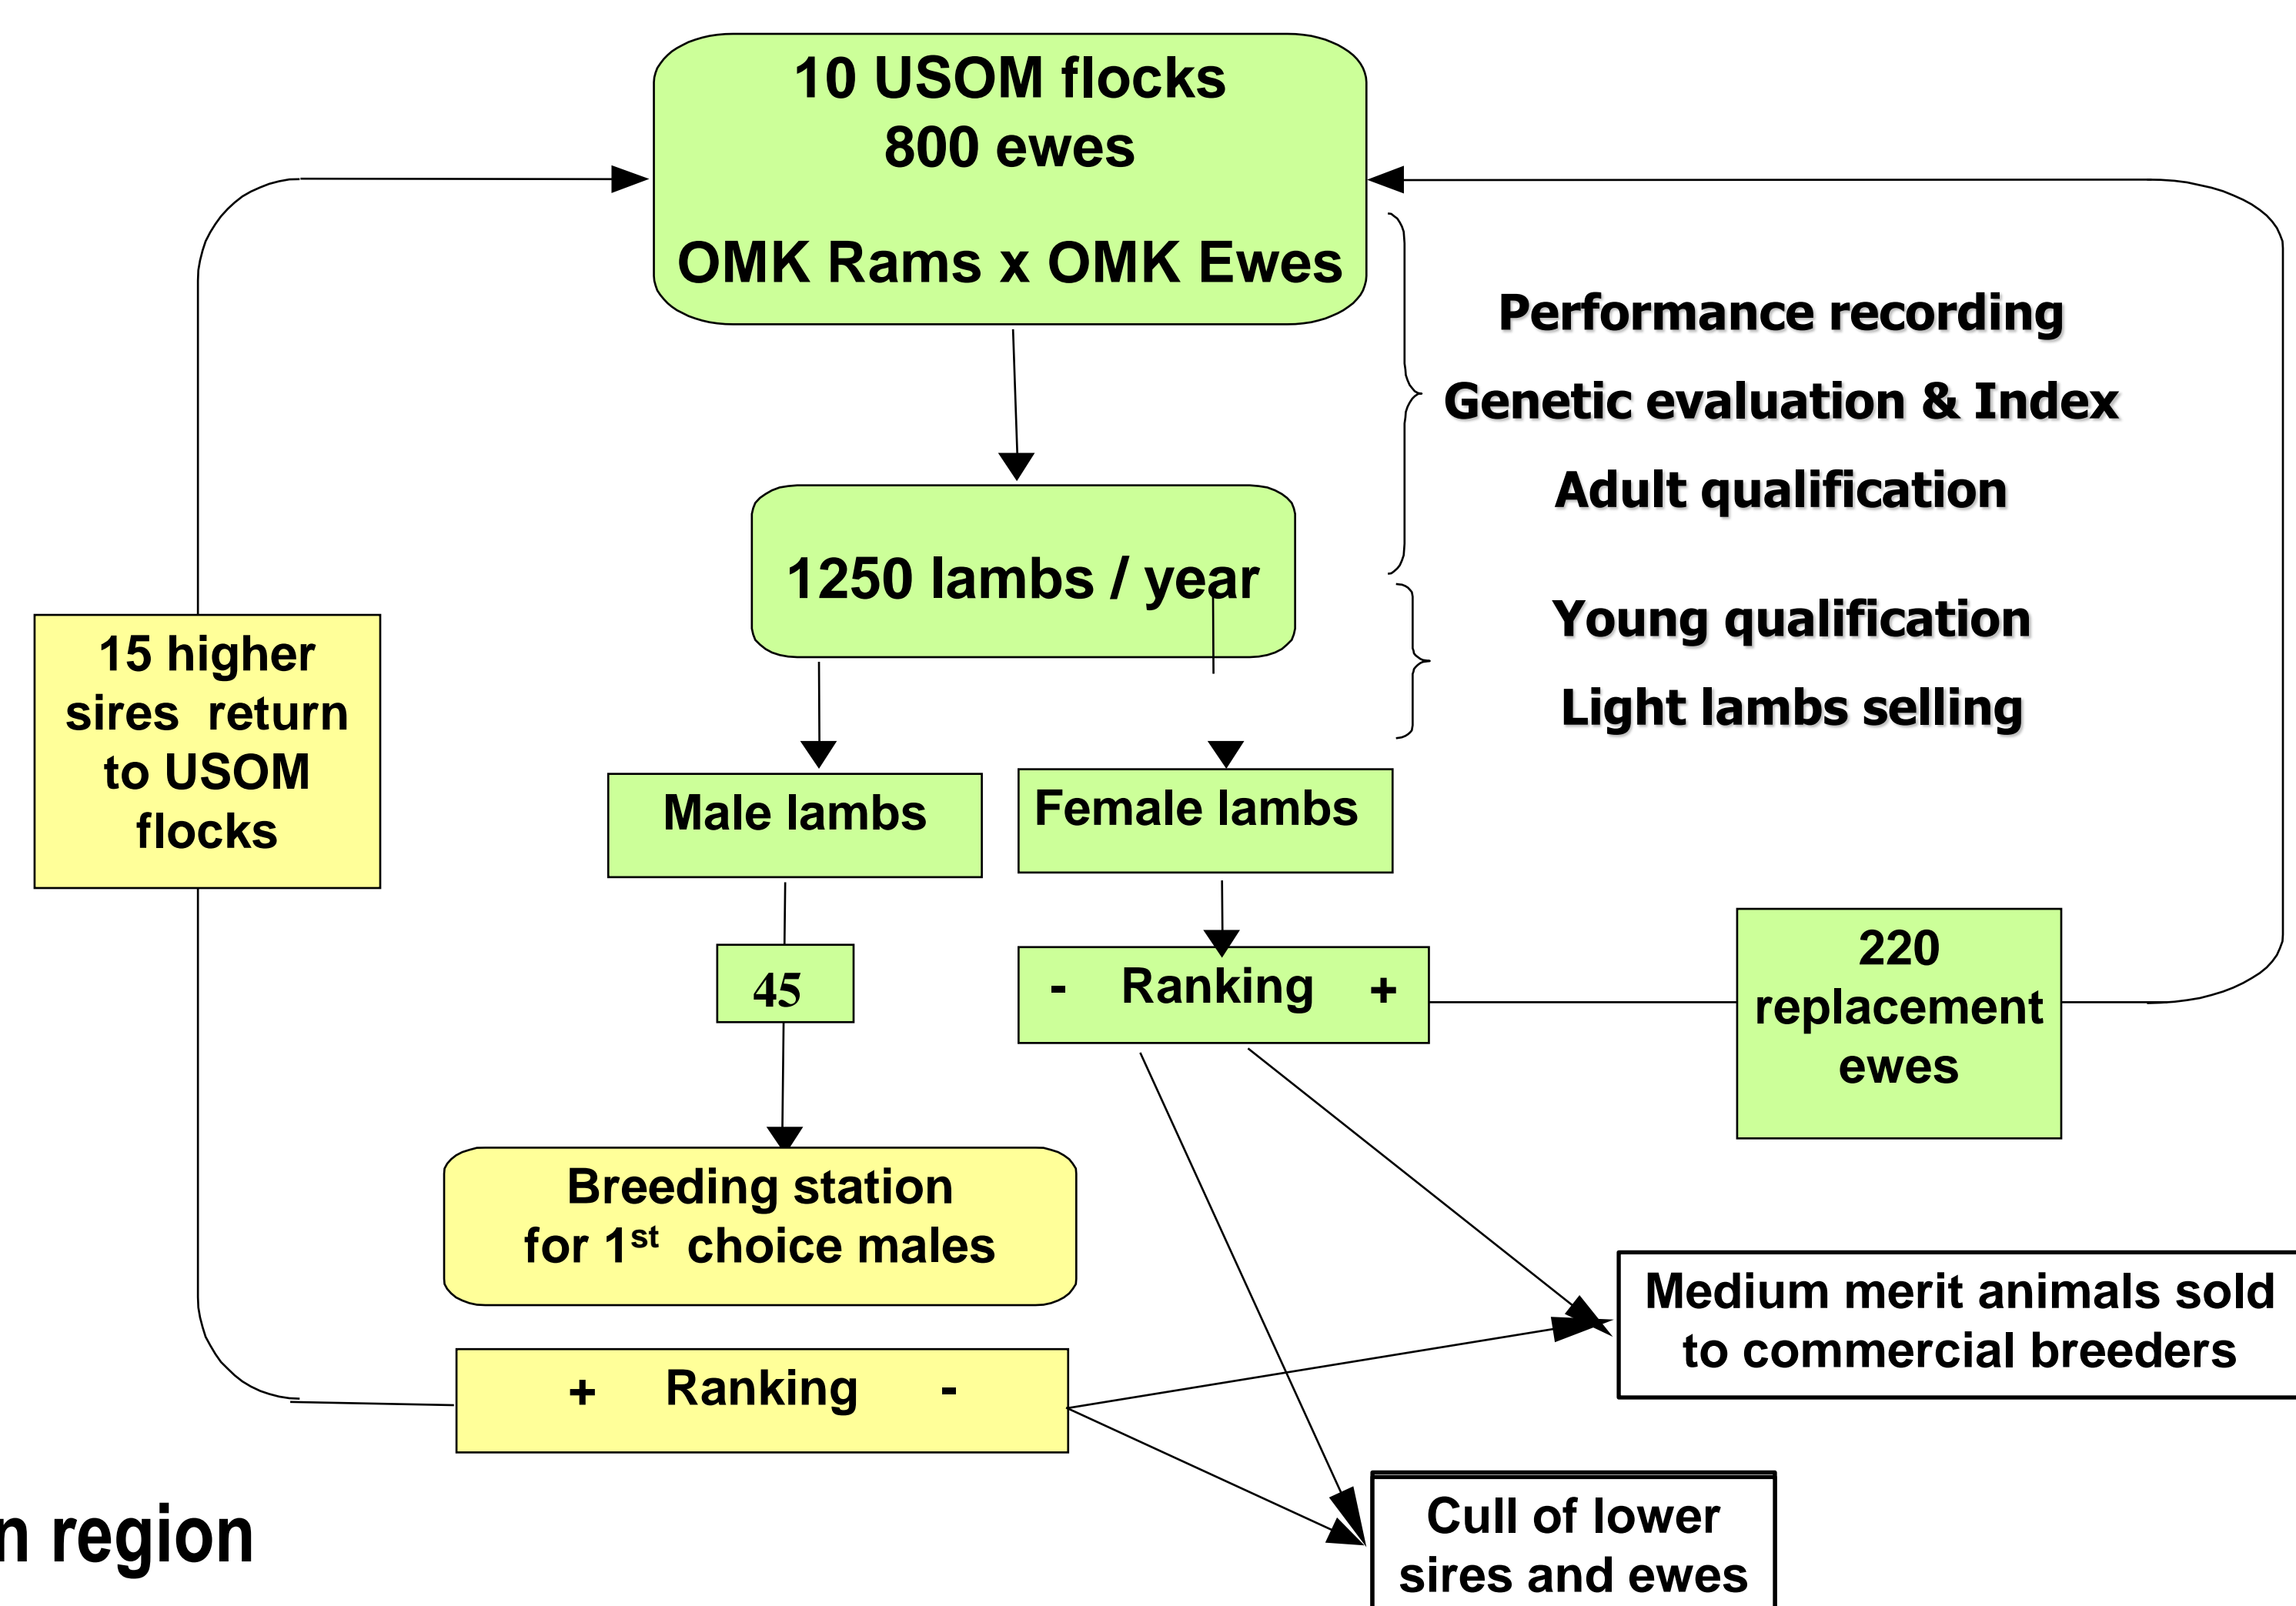 10 USOM flocks
800 ewes
OMK Rams x OMK Ewes
Performance recording
Genetic evaluation & Index
Adult qualification
1250 lambs / year
Young qualification
Light lambs selling
15 higher
sires return
to USOM
flocks
Male lambs
Female lambs
45
- Ranking +
220
replacement
ewes
Breeding station
for 1st choice males
+ Ranking -
Medium merit animals sold
to commercial breeders
Cull of lower
sires and ewes
n region